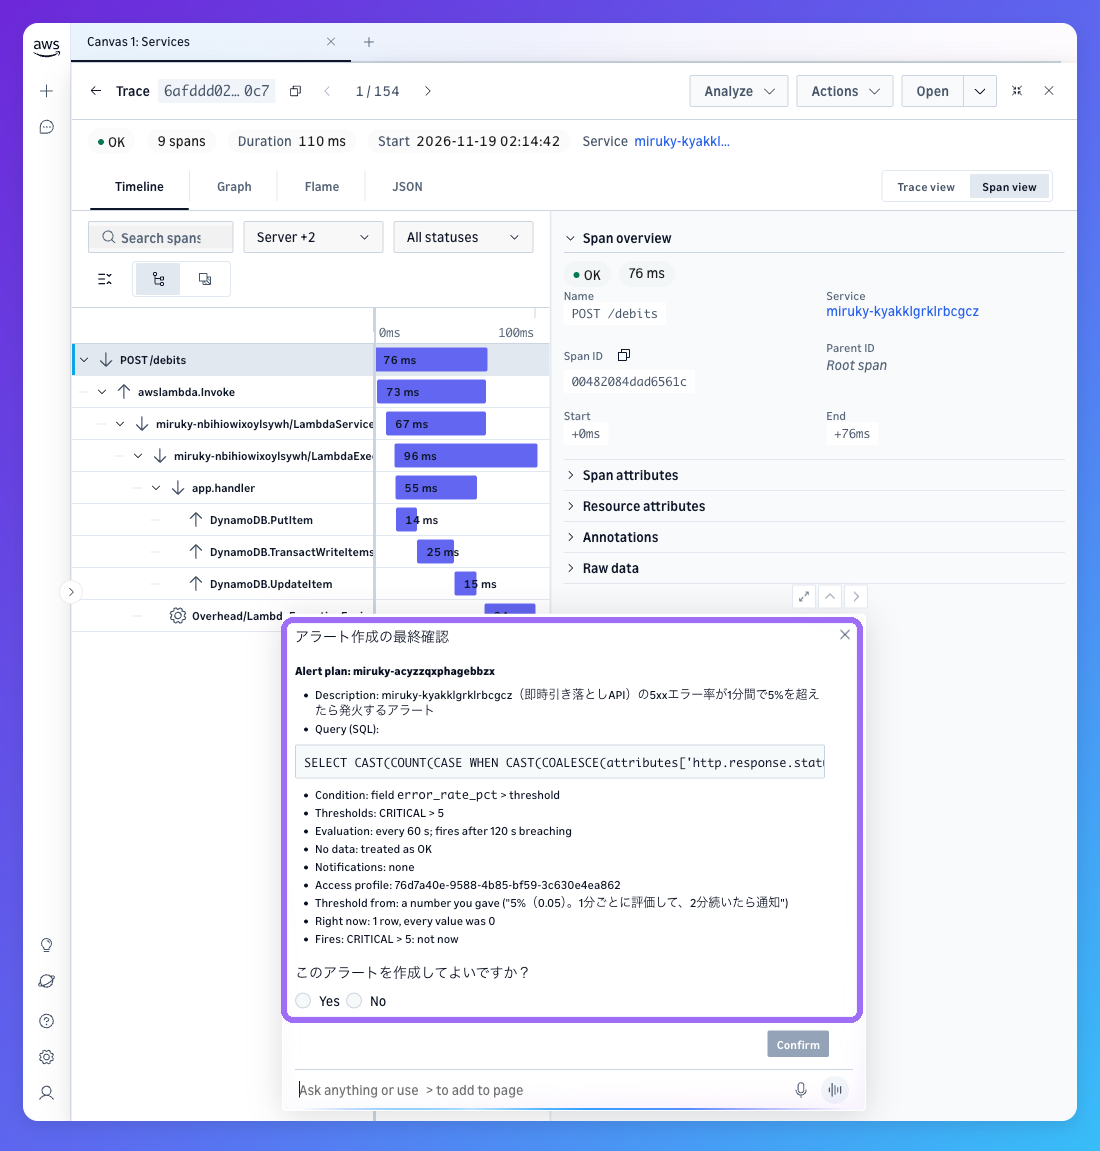 aws
Canvas 1: Services
Trace 6afddd02... 0c7 1 / 154 Analyze Actions Open
OK 9 spans Duration 110 ms Start 2026-11-19 02:14:42 Service miruky-kyakkl...
Timeline Graph Flame JSON Trace view Span view
Search spans Server +2 All statuses
0ms 100ms
POST /debits 76 ms
awslambda.Invoke 73 ms
miruky-nbihiowixoylsywh/LambdaService 67 ms
miruky-nbihiowixoylsywh/LambdaExe 96 ms
app.handler 55 ms
DynamoDB.PutItem 14 ms
DynamoDB.TransactWriteItems 25 ms
DynamoDB.UpdateItem 15 ms
Overhead/Lambd
Span overview
OK 76 ms
Name Service
POST /debits miruky-kyakklgrklrbcgcz
Span ID Parent ID
00482084dad6561c Root span
Start End
+0ms +76ms
Span attributes
Resource attributes
Annotations
Raw data
アラート作成の最終確認
Alert plan: miruky-acyzzqxphagebbzx
• Description: miruky-kyakklgrklrbcgcz（即時引き落としAPI）の5xxエラー率が1分間で5%を超え
たら発火するアラート
• Query (SQL):
SELECT CAST(COUNT(CASE WHEN CAST(COALESCE(attributes['http.response.statu
• Condition: field error_rate_pct > threshold
• Thresholds: CRITICAL > 5
• Evaluation: every 60 s; fires after 120 s breaching
• No data: treated as OK
• Notifications: none
• Access profile: 76d7a40e-9588-4b85-bf59-3c630e4ea862
• Threshold from: a number you gave ("5%（0.05）。1分ごとに評価して、2分続いたら通知")
• Right now: 1 row, every value was 0
• Fires: CRITICAL > 5: not now
このアラートを作成してよいですか？
Yes No
Confirm
Ask anything or use > to add to page